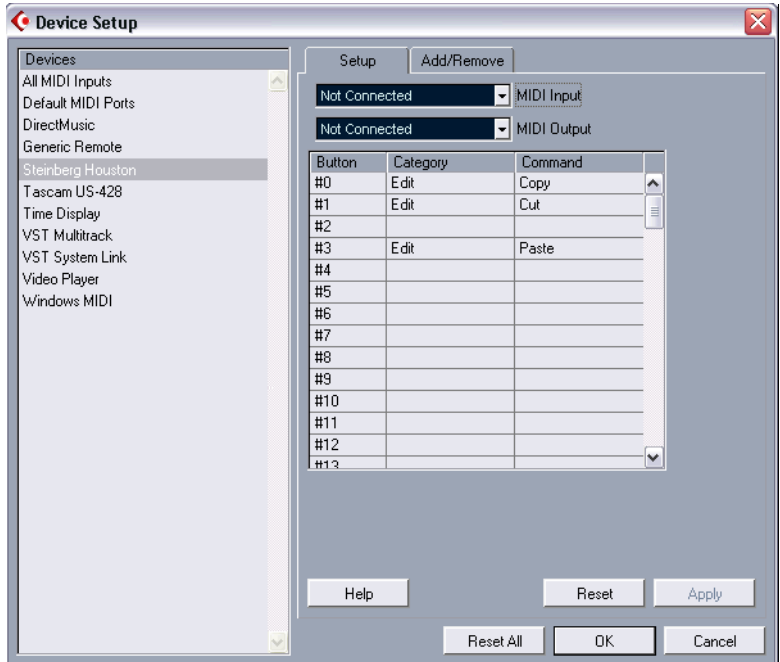 Device Setup
Devices
All MIDI Inputs
Default MIDI Ports
DirectMusic
Generic Remote
Steinberg Houston
Tascam US-428
Time Display
VST Multitrack
VST System Link
Video Player
Windows MIDI
Setup Add/Remove
Not Connected MIDI Input
Not Connected MIDI Output
Button Category Command
#0 Edit Copy
#1 Edit Cut
#2
#3 Edit Paste
#4
#5
#6
#7
#8
#9
#10
#11
#12
#13
Help Reset Apply
Reset All OK Cancel